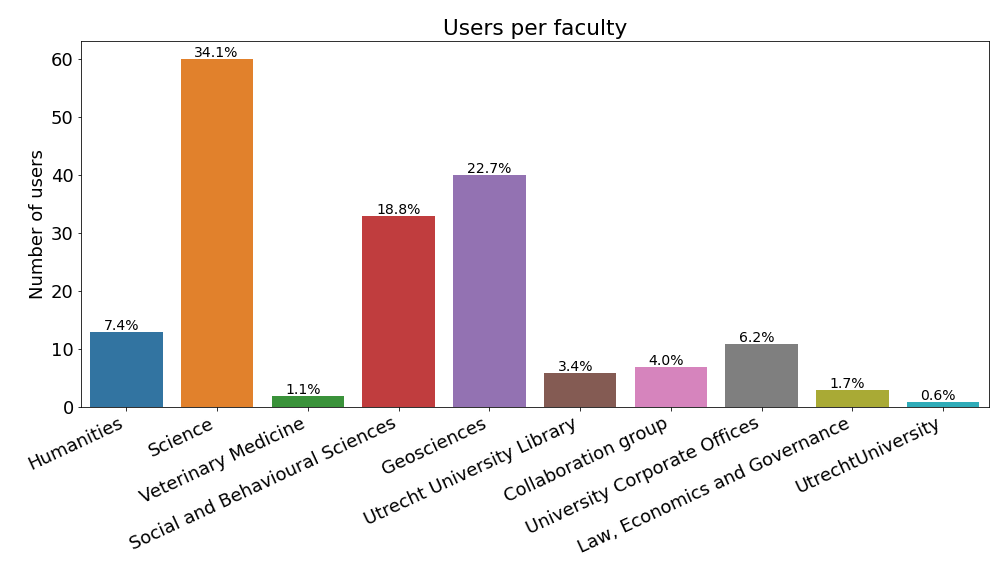 Users per faculty
Number of users
60
50
40
30
20
10
0
7.4%
34.1%
1.1%
18.8%
22.7%
3.4%
4.0%
6.2%
1.7%
0.6%
Humanities
Science
Veterinary Medicine
Social and Behavioural Sciences
Geosciences
Utrecht University Library
Collaboration group
University Corporate Offices
Law, Economics and Governance
UtrechtUniversity